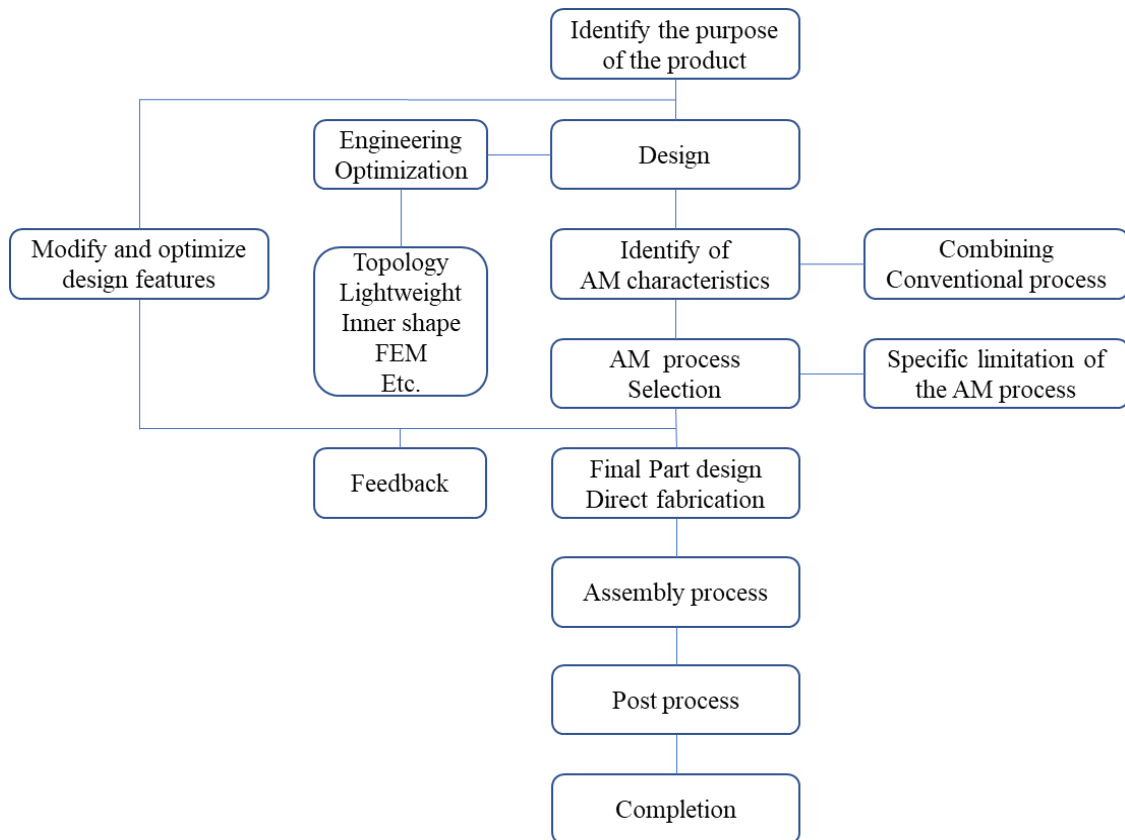 Identify the purpose
of the product
Engineering
Optimization
Design
Modify and optimize
design features
Topology
Lightweight
Inner shape
FEM
Etc.
Identify of
AM characteristics
Combining
Conventional process
AM process
Selection
Specific limitation of
the AM process
Feedback
Final Part design
Direct fabrication
Assembly process
Post process
Completion